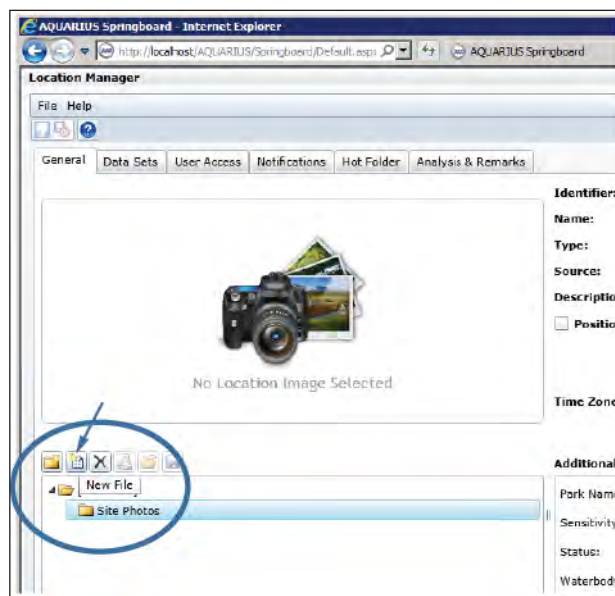 AQUARIUS Springboard - Internet Explorer
http://localhost/AQUARIUS/Springboard/Default.asp
AQUARIUS Springboard
Location Manager
File Help
General Data Sets User Access Notifications Hot Folder Analysis & Remarks
Identifier:
Name:
Type:
Source:
Descriptio
Positio
No Location Image Selected
Time Zone
Additional
New File
Park Name
Site Photos
Sensitivity
Status:
Waterbody